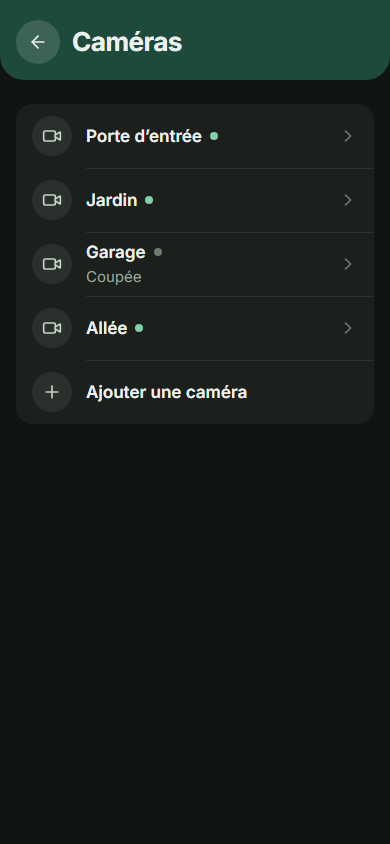 Caméras
Porte d’entrée
Jardin
Garage
Coupée
Allée
Ajouter une caméra